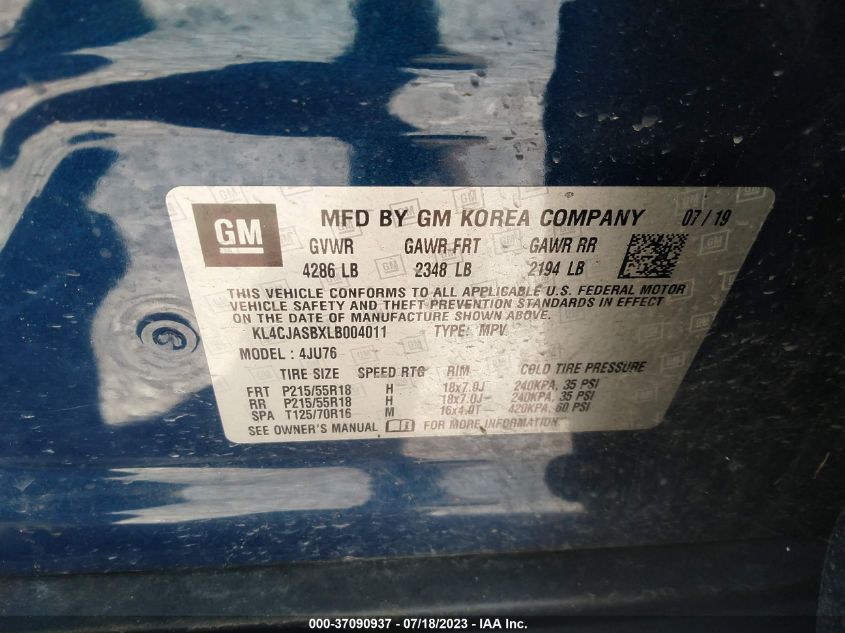 GM MFD BY GM KOREA COMPANY 07/19
GVWR GAWR FRT GAWR RR
4286 LB 2348 LB 2194 LB
THIS VEHICLE CONFORMS TO ALL APPLICABLE U.S. FEDERAL MOTOR
VEHICLE SAFETY AND THEFT PREVENTION STANDARDS IN EFFECT
ON THE DATE OF MANUFACTURE SHOWN ABOVE.
KL4CJASBXLB004011 TYPE: MPV
MODEL : 4JU76
TIRE SIZE SPEED RTG RIM COLD TIRE PRESSURE
FRT P215/55R18 H 18x7.0J 240KPA, 35 PSI
RR P215/55R18 H 18x7.0J 240KPA, 35 PSI
SPA T125/70R16 M 16x4.0T 420KPA, 60 PSI
SEE OWNER'S MANUAL FOR MORE INFORMATION
000-37090937 - 07/18/2023 - IAA Inc.